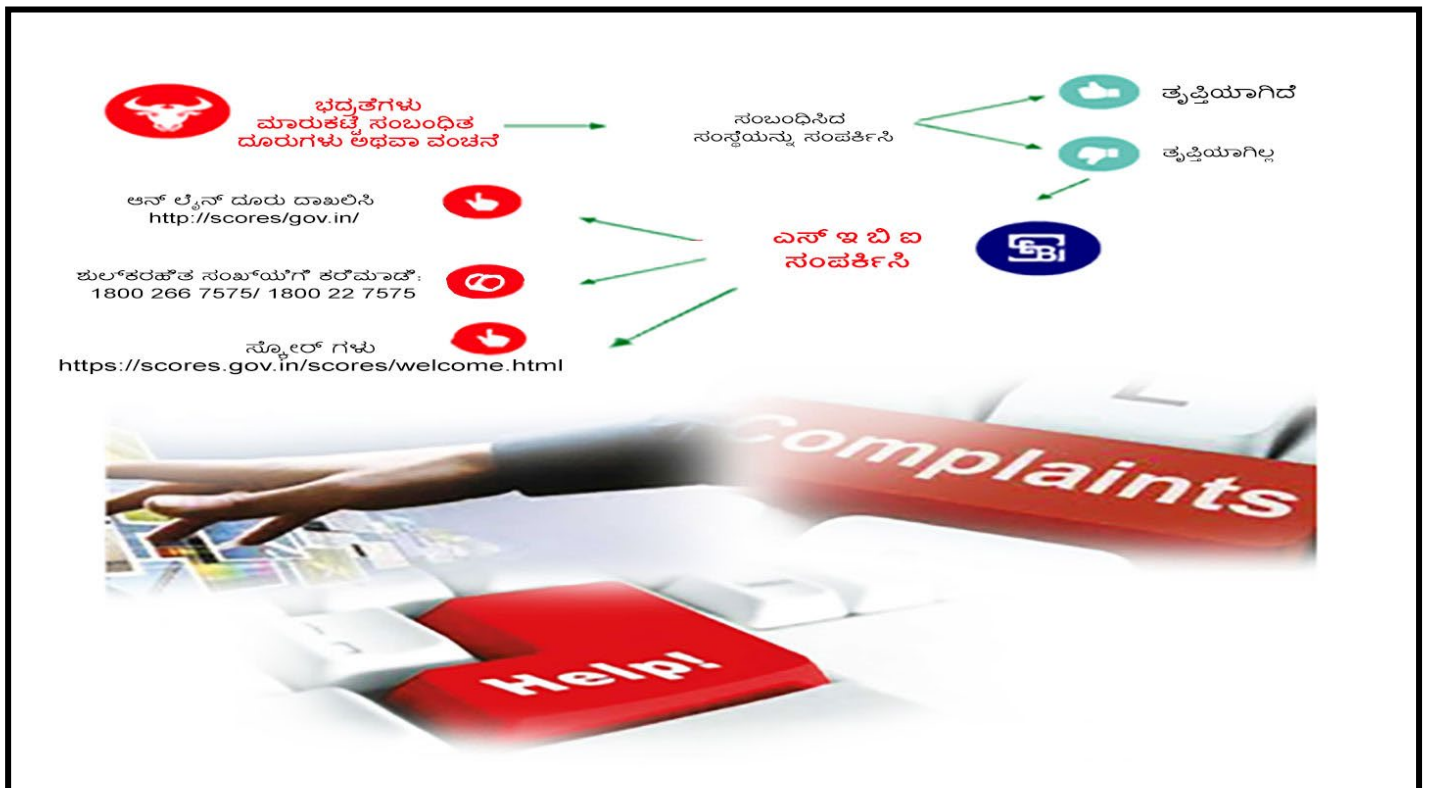 ಭದ್ರತೆಗಳು
ಮಾರುಕಟ್ಟೆ ಸಂಬಂಧಿತ
ದೂರುಗಳು ಅಥವಾ ವಂಚನೆ
ಸಂಬಂಧಿಸಿದ
ಸಂಸ್ಥೆಯನ್ನು ಸಂಪರ್ಕಿಸಿ
ತೃಪ್ತಿಯಾಗಿದೆ
ತೃಪ್ತಿಯಾಗಿಲ್ಲ
ಎಸ್ ಇ ಬಿ ಐ
ಸಂಪರ್ಕಿಸಿ
SEBI
ಆನ್ ಲೈನ್ ದೂರು ದಾಖಲಿಸಿ
http://scores/gov.in/
ಶುಲ್ಕರಹಿತ ಸಂಖ್ಯೆಗೆ ಕರೆಮಾಡಿ:
1800 266 7575/ 1800 22 7575
ಸ್ಕೋರ್ ಗಳು
https://scores.gov.in/scores/welcome.html
Complaints
Help!